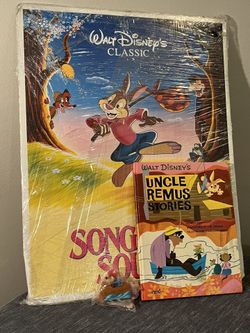 Walt Disney's
CLASSIC
SONG
SOU
WALT DISNEY'S
UNCLE
REMUS
STORIES